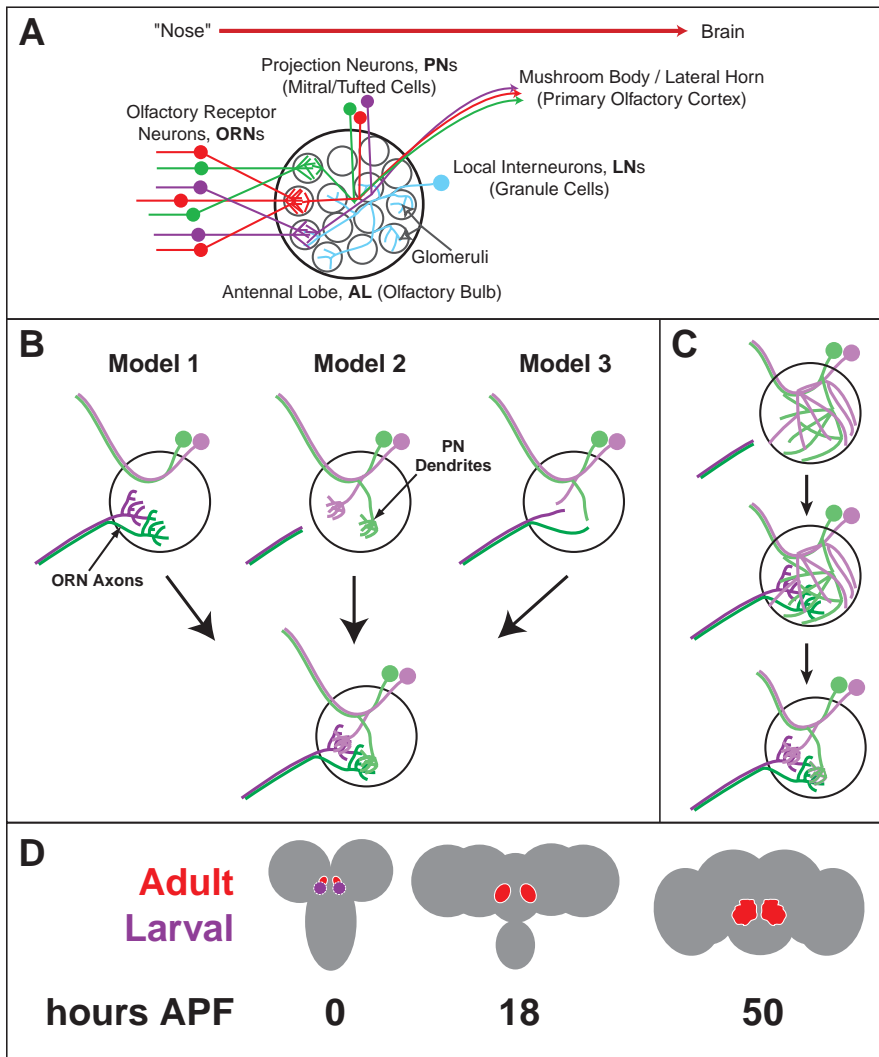 A
"Nose"
Brain
Projection Neurons, PNs
(Mitral/Tufted Cells)
Mushroom Body / Lateral Horn
(Primary Olfactory Cortex)
Olfactory Receptor
Neurons, ORNs
Local Interneurons, LNs
(Granule Cells)
Glomeruli
Antennal Lobe, AL (Olfactory Bulb)
B
Model 1
Model 2
Model 3
PN
Dendrites
ORN Axons
C
D
Adult
Larval
hours APF
0
18
50